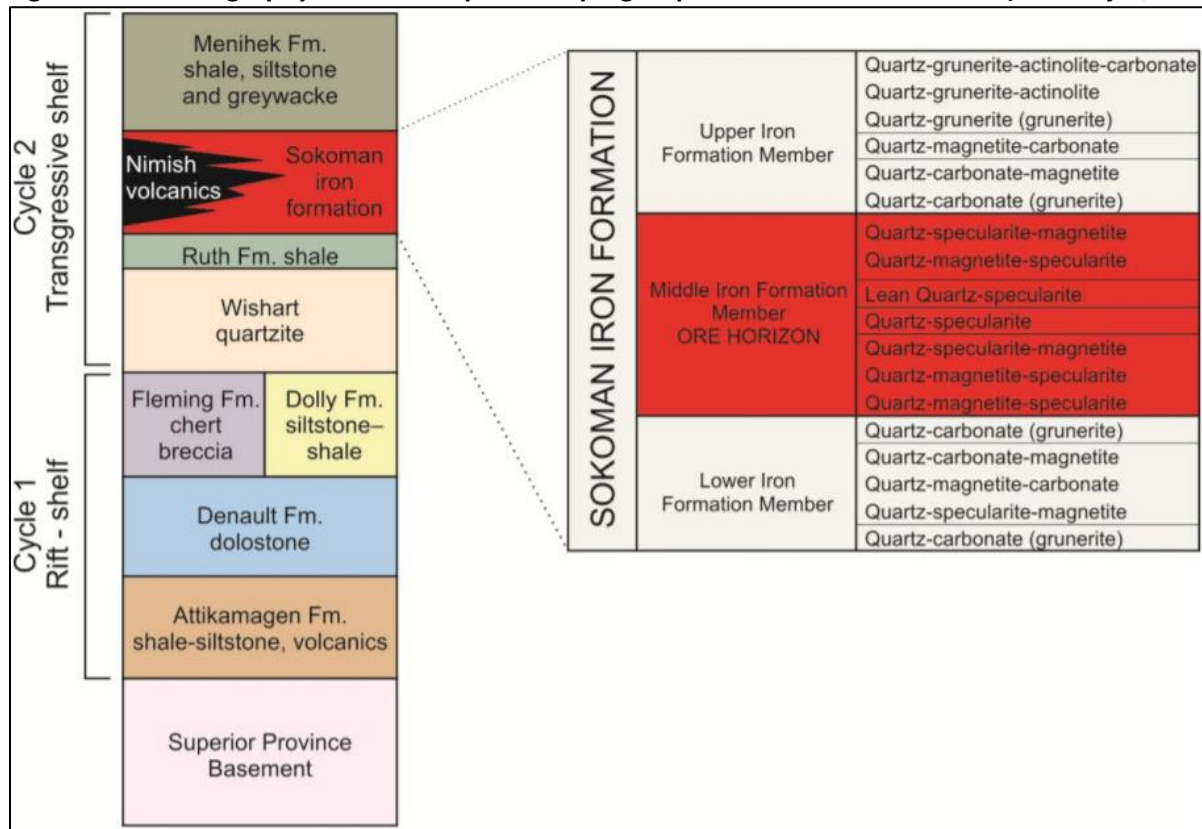 Cycle 2
Transgressive shelf
Menihek Fm.
shale, siltstone
and greywacke
Nimish
volcanics
Sokoman
iron
formation
Ruth Fm. shale
Wishart
quartzite
Cycle 1
Rift - shelf
Fleming Fm.
chert
breccia
Dolly Fm.
siltstone–
shale
Denault Fm.
dolostone
Attikamagen Fm.
shale-siltstone, volcanics
Superior Province
Basement
SOKOMAN IRON FORMATION
Upper Iron
Formation Member
Quartz-grunerite-actinolite-carbonate
Quartz-grunerite-actinolite
Quartz-grunerite (grunerite)
Quartz-magnetite-carbonate
Quartz-carbonate-magnetite
Quartz-carbonate (grunerite)
Middle Iron Formation
Member
ORE HORIZON
Quartz-specularite-magnetite
Quartz-magnetite-specularite
Lean Quartz-specularite
Quartz-specularite
Quartz-specularite-magnetite
Quartz-magnetite-specularite
Quartz-magnetite-specularite
Lower Iron
Formation Member
Quartz-carbonate (grunerite)
Quartz-carbonate-magnetite
Quartz-magnetite-carbonate
Quartz-specularite-magnetite
Quartz-carbonate (grunerite)